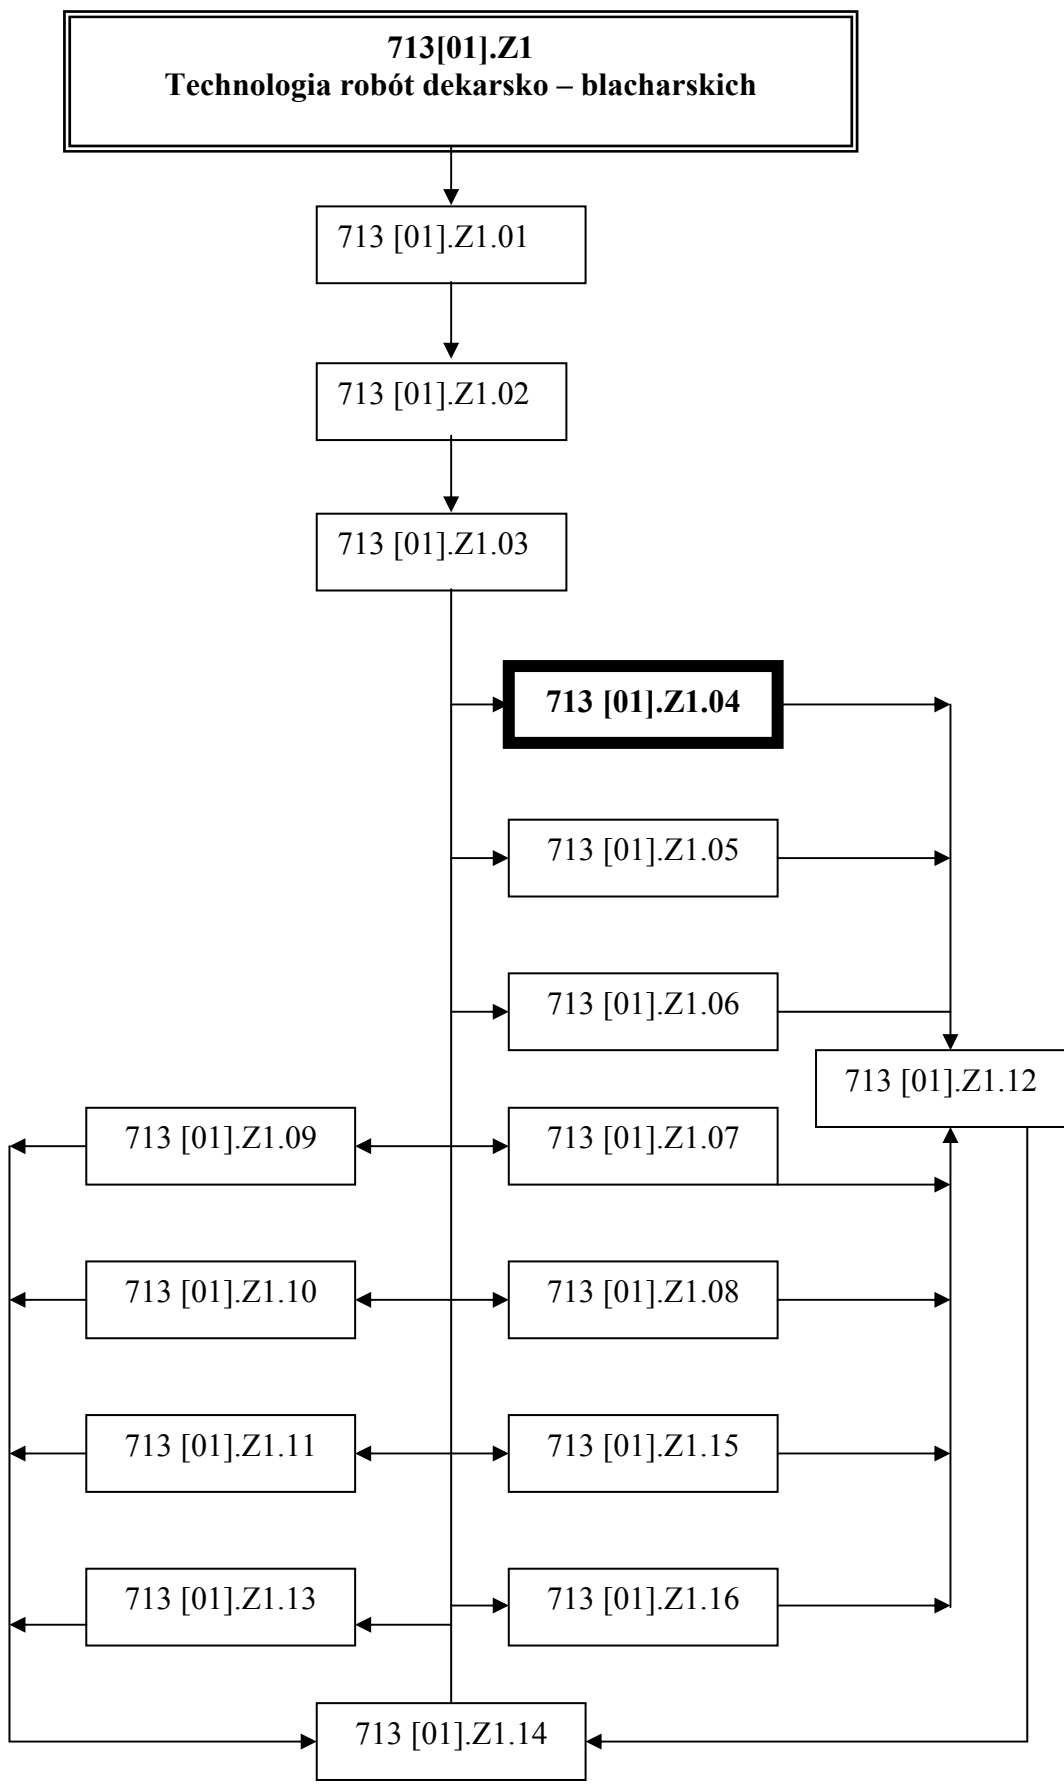 713[01].Z1
Technologia robót dekarsko – blacharskich
713 [01].Z1.01
713 [01].Z1.02
713 [01].Z1.03
713 [01].Z1.04
713 [01].Z1.05
713 [01].Z1.06
713 [01].Z1.12
713 [01].Z1.09
713 [01].Z1.07
713 [01].Z1.10
713 [01].Z1.08
713 [01].Z1.11
713 [01].Z1.15
713 [01].Z1.13
713 [01].Z1.16
713 [01].Z1.14